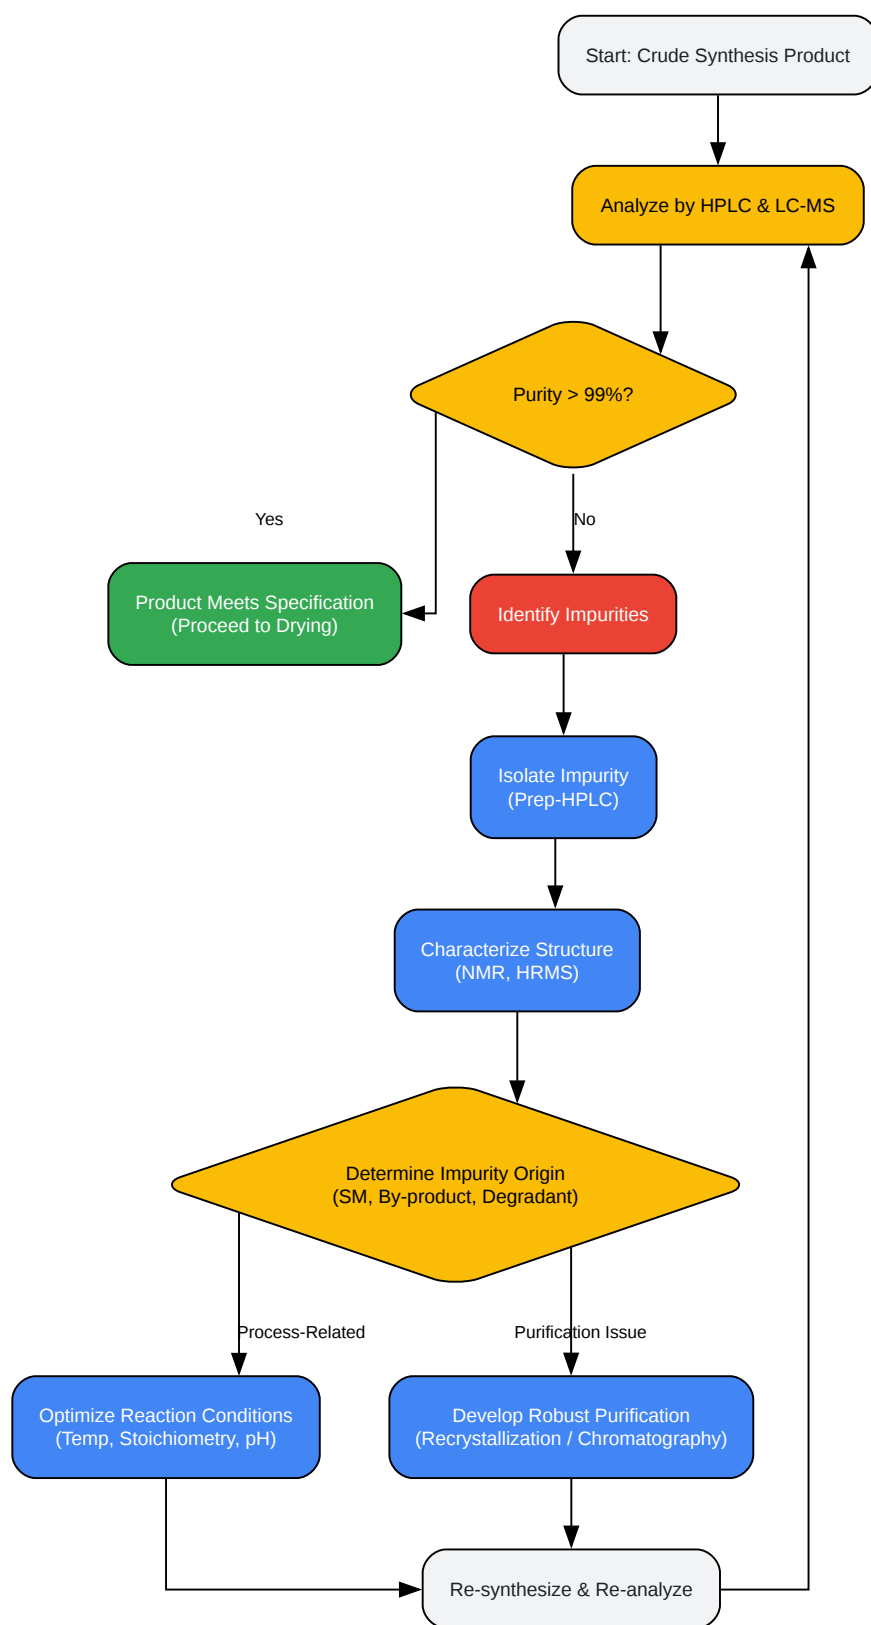 Start: Crude Synthesis Product
Analyze by HPLC & LC-MS
Purity > 99%?
Yes
No
Product Meets Specification
(Proceed to Drying)
Identify Impurities
Isolate Impurity
(Prep-HPLC)
Characterize Structure
(NMR, HRMS)
Determine Impurity Origin
(SM, By-product, Degradant)
Process-Related
Purification Issue
Optimize Reaction Conditions
(Temp, Stoichiometry, pH)
Develop Robust Purification
(Recrystallization / Chromatography)
Re-synthesize & Re-analyze